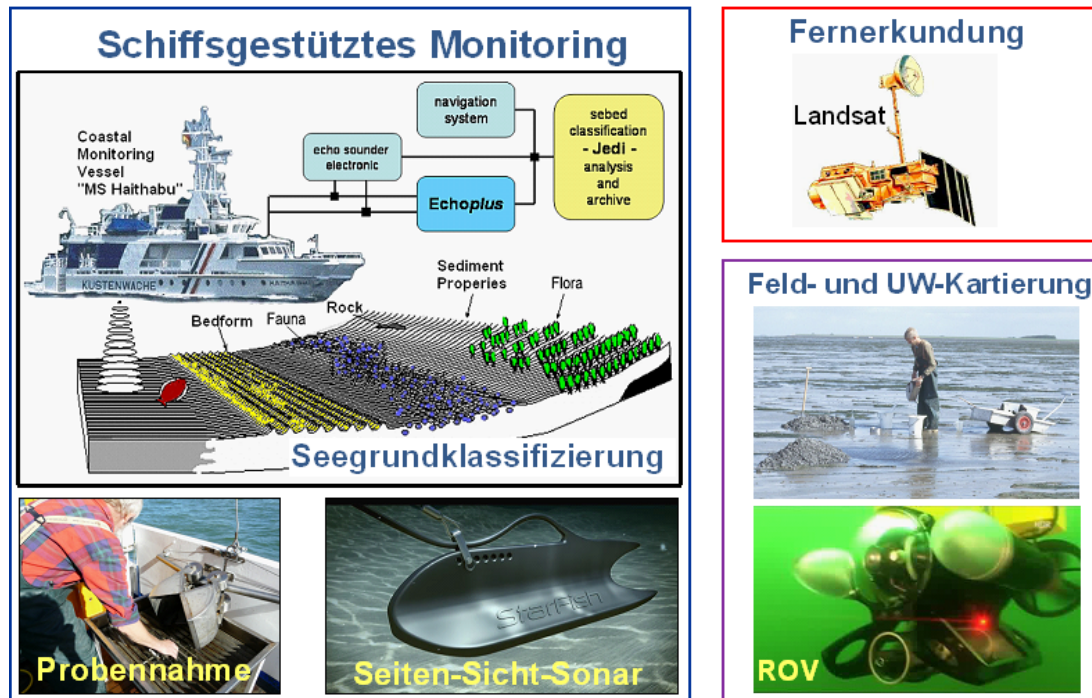 Schiffsgestütztes Monitoring
Coastal
Monitoring
Vessel
"MS Haithabu"
navigation
system
echo sounder
electronic
Echoplus
sebed
classification
- Jedi -
analysis
and
archive
KUSTENWACHE
HAITHABU
Bedform
Fauna
Rock
Sediment
Properies
Flora
Seegrundklassifizierung
Probennahme
StarFish
Seiten-Sicht-Sonar
Fernerkundung
Landsat
Feld- und UW-Kartierung
ROV